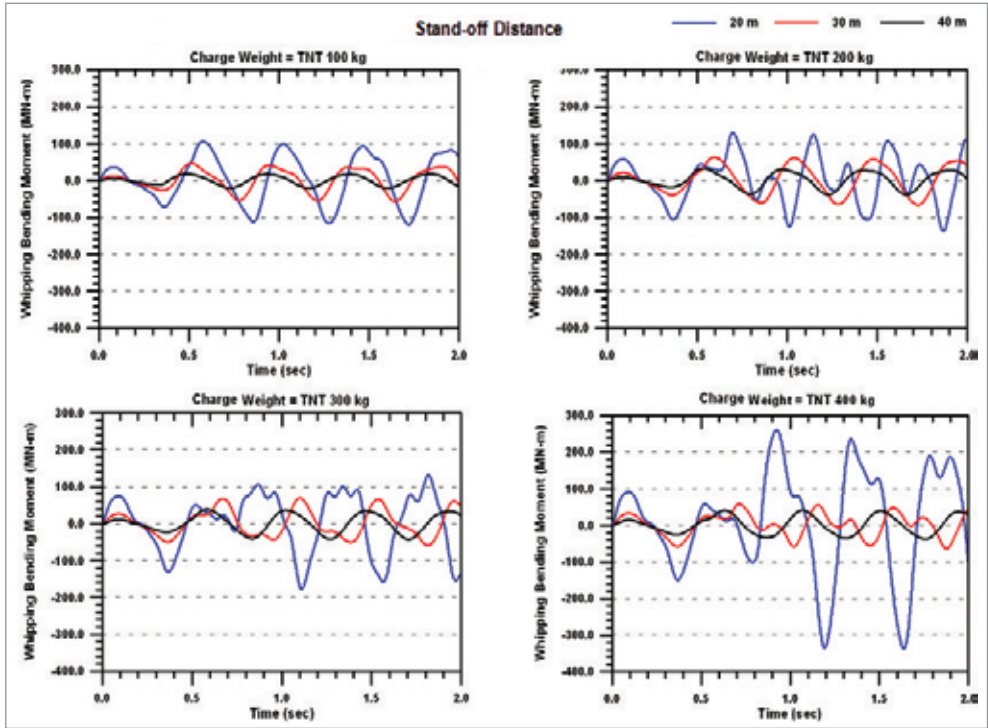 Stand-off Distance
20 m 30 m 40 m
Charge Weight = TNT 100 kg
Whipping Bending Moment (MN-m)
300.0
200.0
100.0
0.0
-100.0
-200.0
-300.0
-400.0
0.0 0.5 1.0 1.5 2.0
Time (sec)
Charge Weight = TNT 200 kg
Whipping Bending Moment (MN-m)
300.0
200.0
100.0
0.0
-100.0
-200.0
-300.0
-400.0
0.0 0.5 1.0 1.5 2.0
Time (sec)
Charge Weight = TNT 300 kg
Whipping Bending Moment (MN-m)
300.0
200.0
100.0
0.0
-100.0
-200.0
-300.0
-400.0
0.0 0.5 1.0 1.5 2.0
Time (sec)
Charge Weight = TNT 400 kg
Whipping Bending Moment (MN-m)
300.0
200.0
100.0
0.0
-100.0
-200.0
-300.0
-400.0
0.0 0.5 1.0 1.5 2.0
Time (sec)